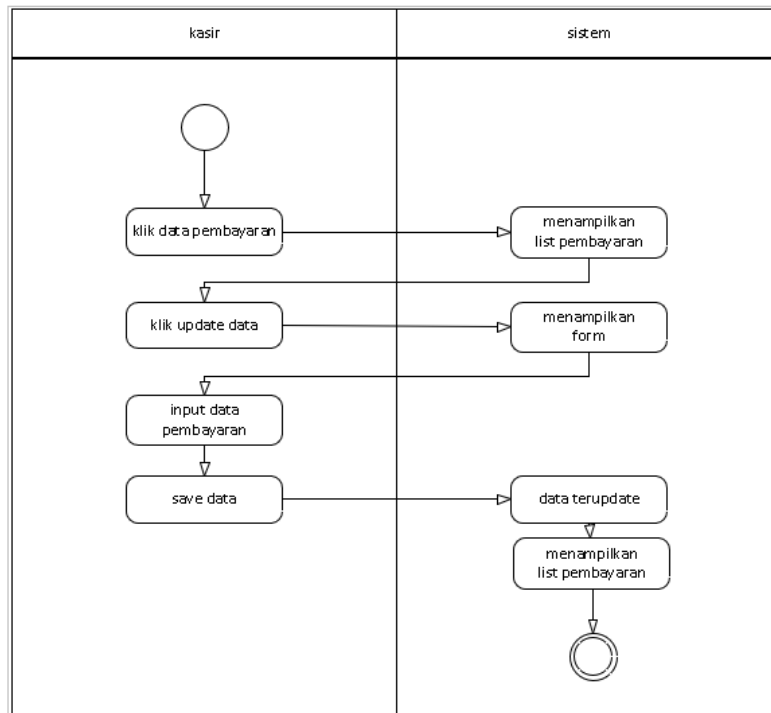 kasir
sistem
klik data pembayaran
menampilkan
list pembayaran
klik update data
menampilkan
form
input data
pembayaran
save data
data terupdate
menampilkan
list pembayaran